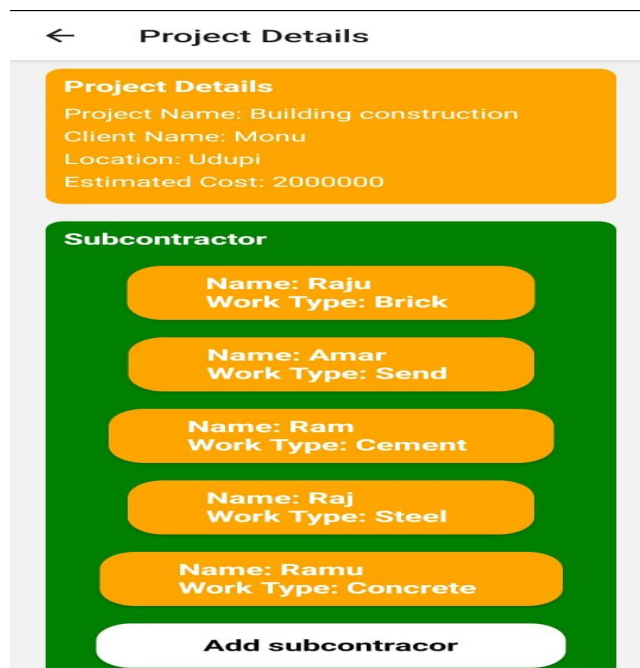 Project Details
Project Details
Project Name: Building construction
Client Name: Monu
Location: Udupi
Estimated Cost: 2000000
Subcontractor
Name: Raju
Work Type: Brick
Name: Amar
Work Type: Send
Name: Ram
Work Type: Cement
Name: Raj
Work Type: Steel
Name: Ramu
Work Type: Concrete
Add subcontracor